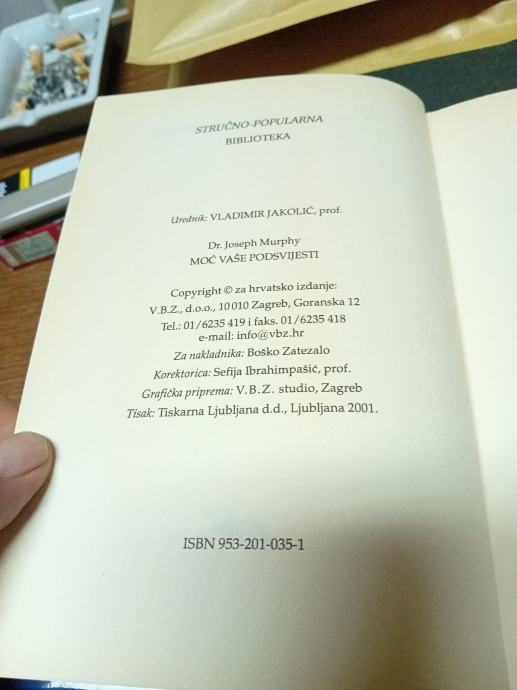 STRUČNO-POPULARNA
BIBLIOTEKA
Urednik: VLADIMIR JAKOLIĆ, prof.
Dr. Joseph Murphy
MOĆ VAŠE PODSVIJESTI
Copyright © za hrvatsko izdanje:
V.B.Z., d.o.o., 10010 Zagreb, Goranska 12
Tel.: 01/6235 419 i faks. 01/6235 418
e-mail: info@vbz.hr
Za nakladnika: Boško Zatezalo
Korektorica: Sefija Ibrahimpašić, prof.
Grafička priprema: V.B.Z. studio, Zagreb
Tisak: Tiskarna Ljubljana d.d., Ljubljana 2001.
ISBN 953-201-035-1